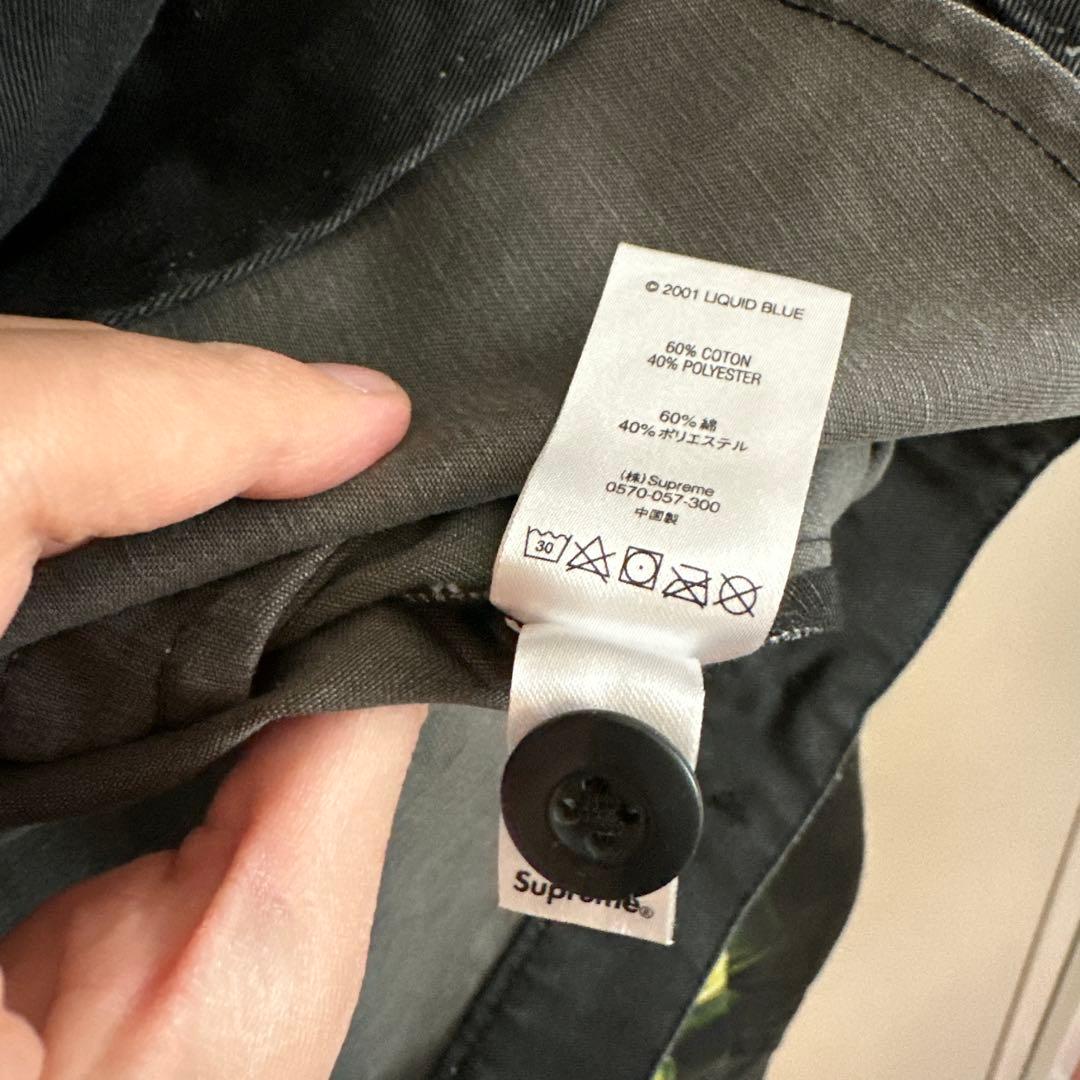 © 2001 LIQUID BLUE
60% COTON
40% POLYESTER
60% 綿
40% ポリエステル
(株) Supreme
0570-057-300
中国製
30
Supreme®